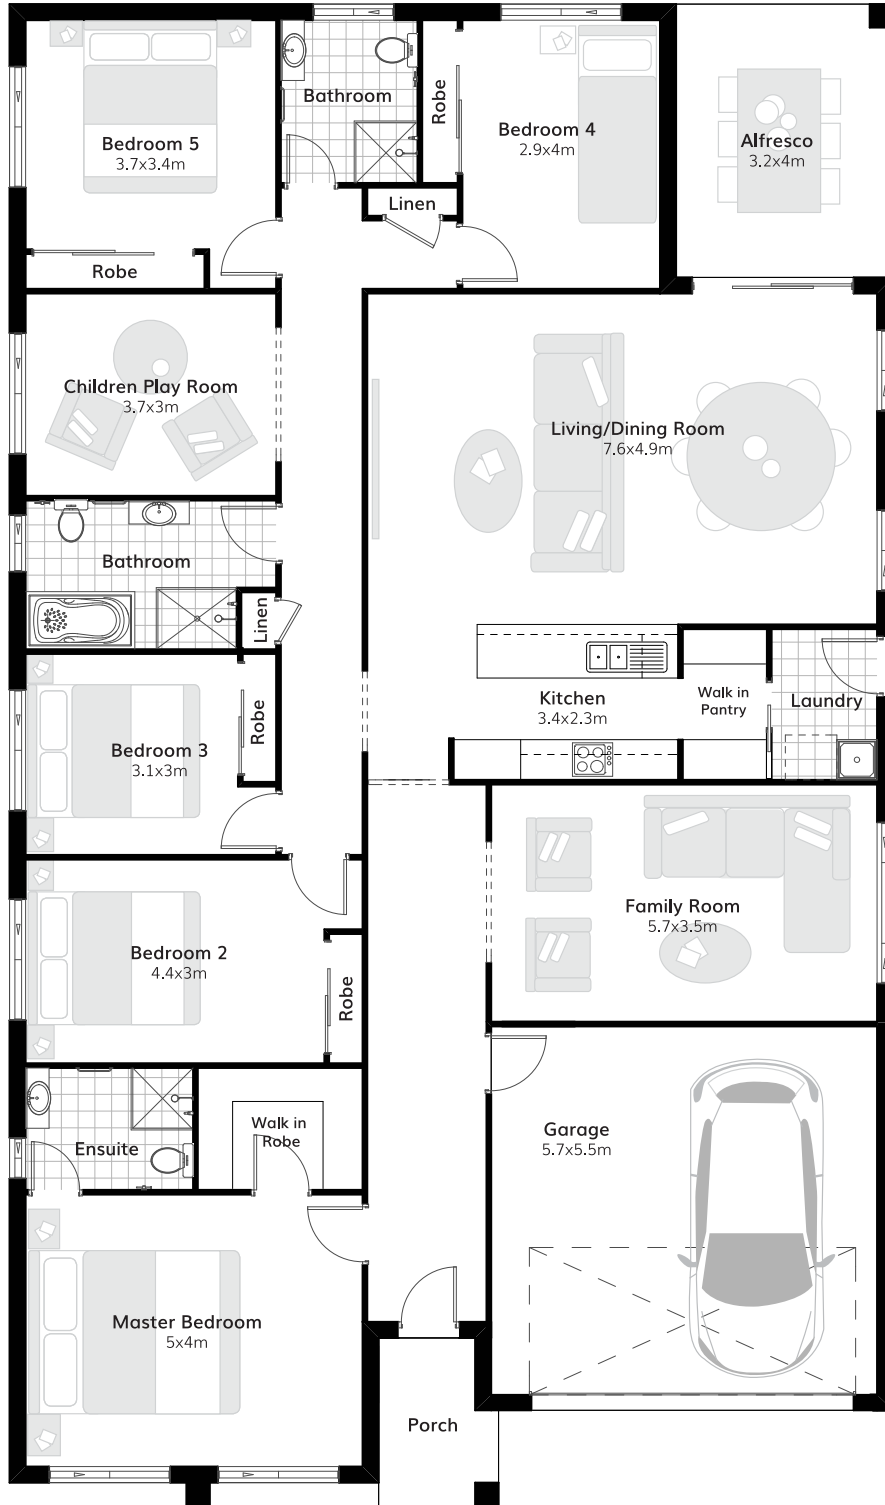 Bathroom
Robe
Bedroom 5
3.7x3.4m
Bedroom 4
2.9x4m
Alfresco
3.2x4m
Linen
Robe
Children Play Room
3.7x3m
Living/Dining Room
7.6x4.9m
Bathroom
Linen
Kitchen
3.4x2.3m
Walk in
Pantry
Laundry
Robe
Bedroom 3
3.1x3m
Family Room
5.7x3.5m
Bedroom 2
4.4x3m
Robe
Ensuite
Walk in
Robe
Garage
5.7x5.5m
Master Bedroom
5x4m
Porch